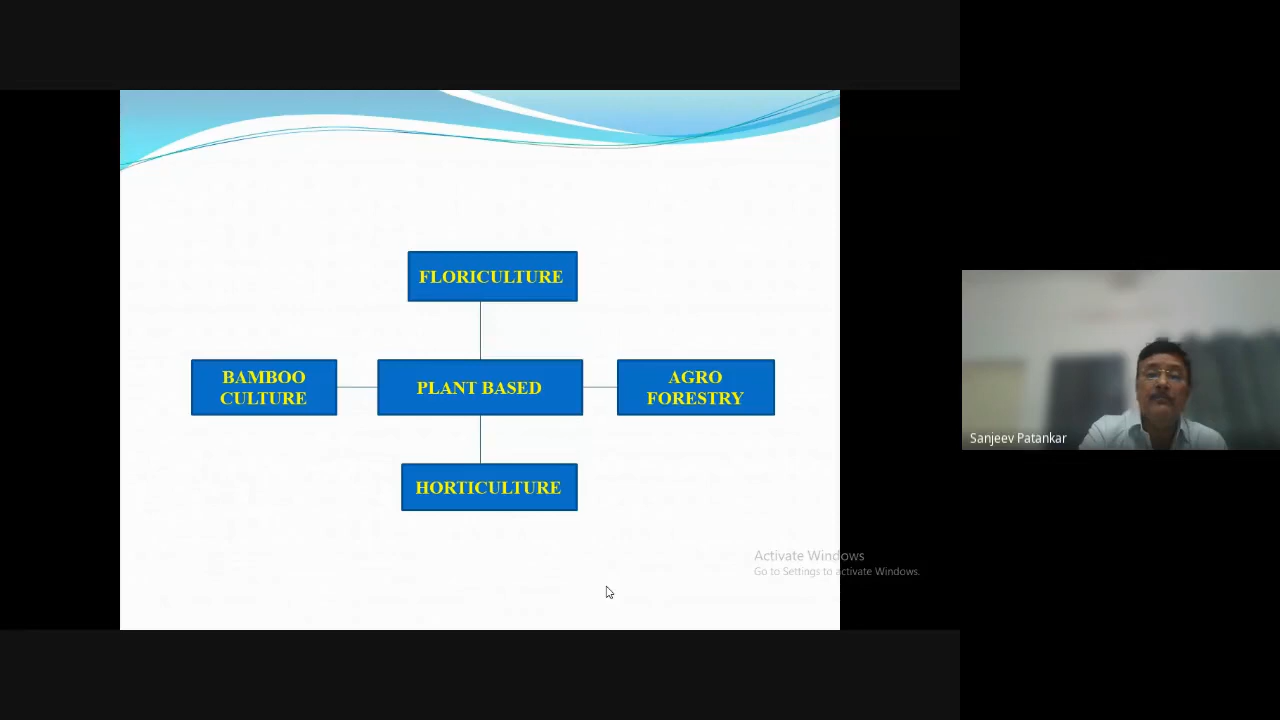 FLORICULTURE
BAMBOO
CULTURE
PLANT BASED
AGRO
FORESTRY
HORTICULTURE
Sanjeev Patankar
Activate Windows
Go to Settings to activate Windows.